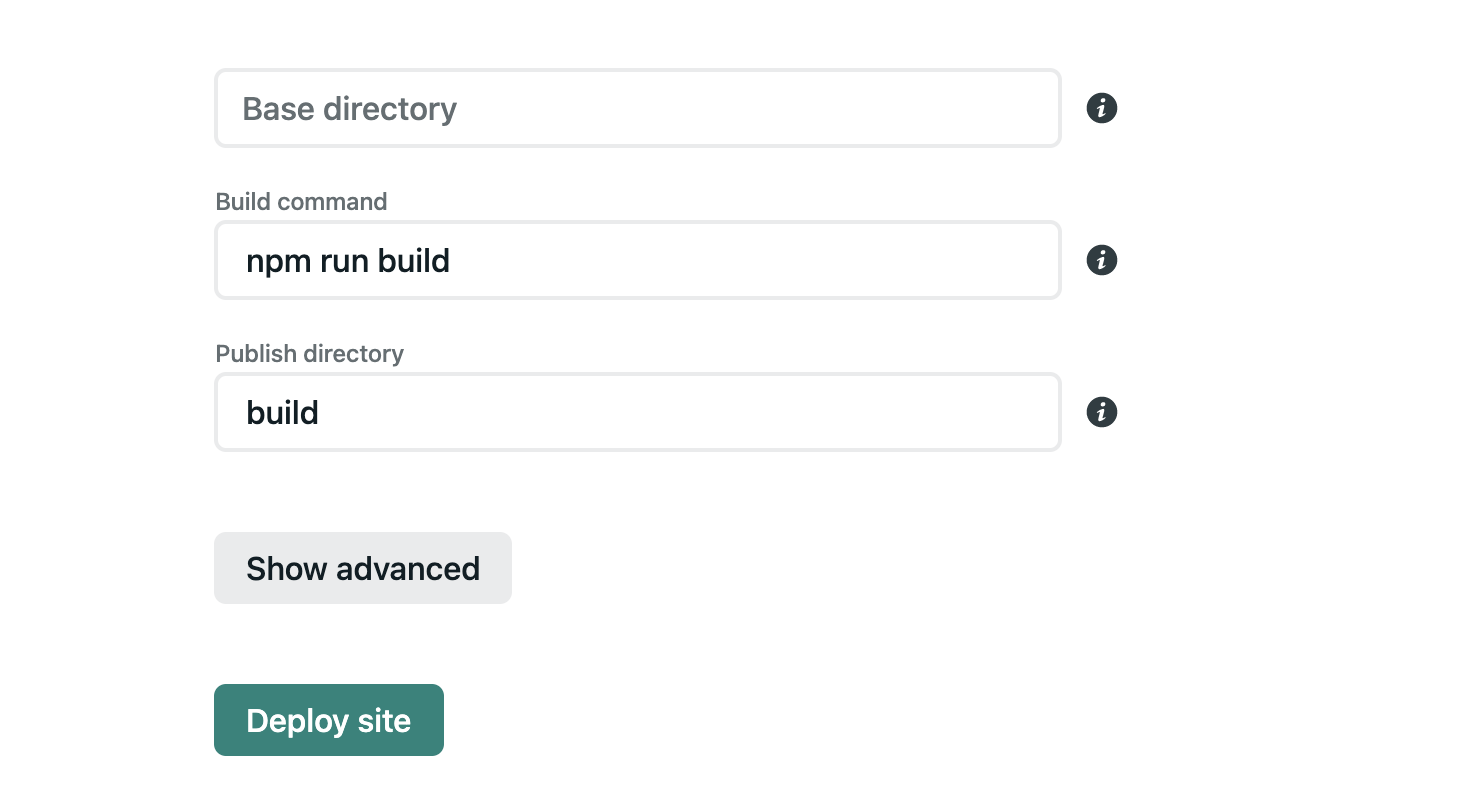 Base directory
Build command
npm run build
Publish directory
build
Show advanced
Deploy site